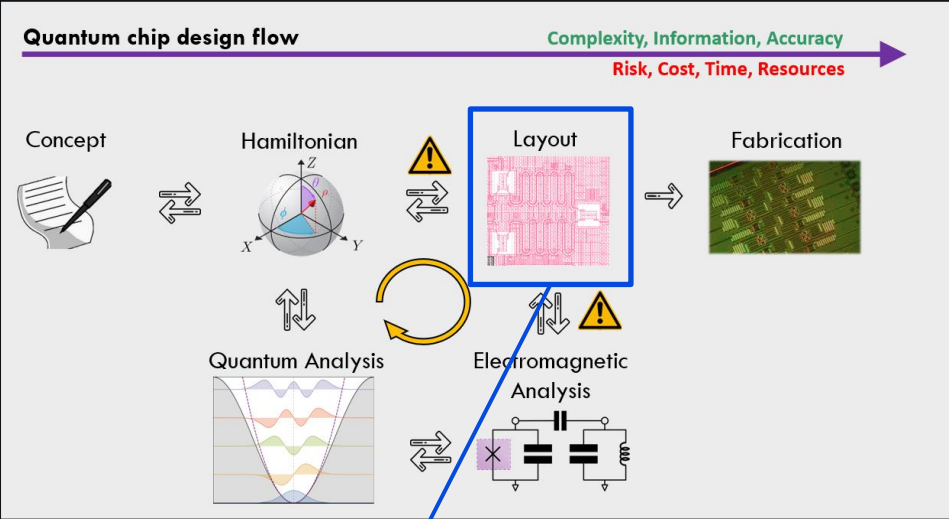 Quantum chip design flow
Complexity, Information, Accuracy
Risk, Cost, Time, Resources
Concept
Hamiltonian
Layout
Fabrication
Z
θ
ρ
ϕ
X
Y
Quantum Analysis
Electromagnetic
Analysis